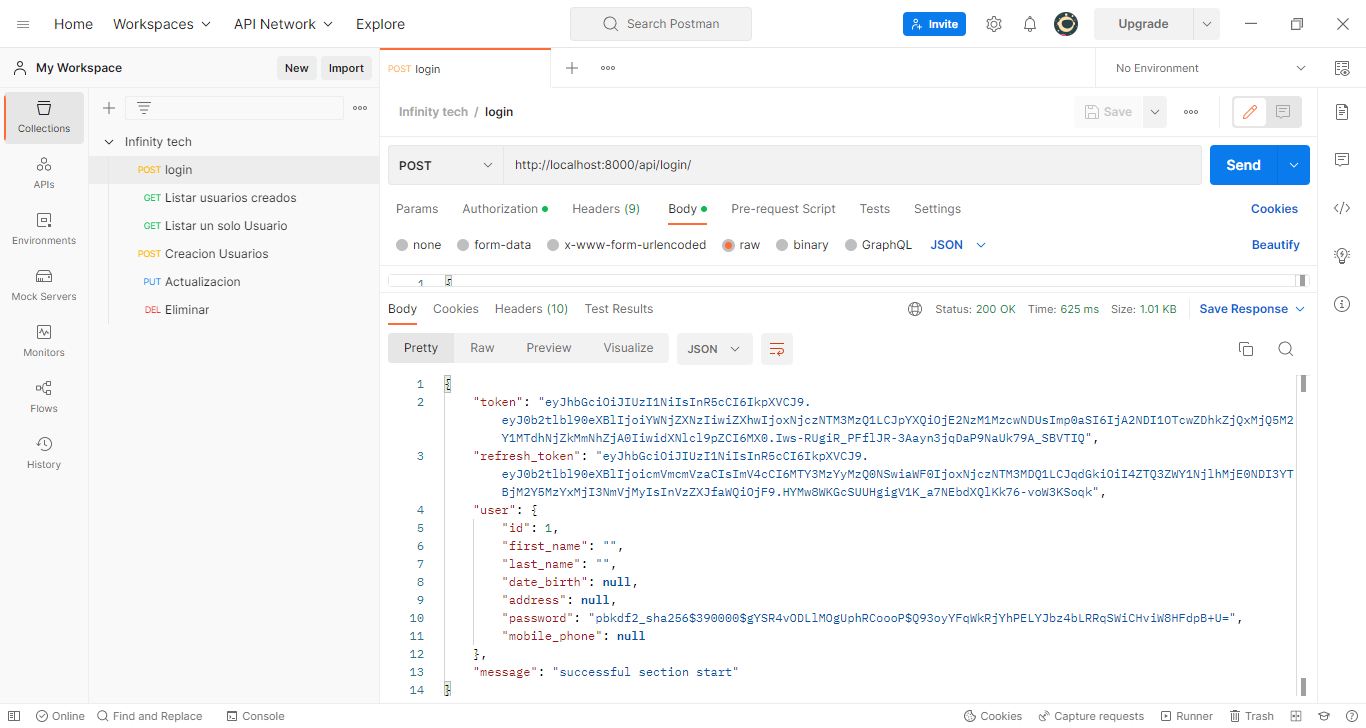 Home Workspaces API Network Explore Search Postman Invite Upgrade
My Workspace New Import POST login No Environment
Collections
APIs
Environments
Mock Servers
Monitors
Flows
History
Infinity tech
POST login
GET Listar usuarios creados
GET Listar un solo Usuario
POST Creacion Usuarios
PUT Actualizacion
DEL Eliminar
Infinity tech / login Save
POST http://localhost:8000/api/login/ Send
Params Authorization Headers (9) Body Pre-request Script Tests Settings Cookies
none form-data x-www-form-urlencoded raw binary GraphQL JSON Beautify
1 {
Body Cookies Headers (10) Test Results Status: 200 OK Time: 625 ms Size: 1.01 KB Save Response
Pretty Raw Preview Visualize JSON
1 {
2 "token": "eyJhbGciOiJIUzI1NiIsInR5cCI6IkpXVCJ9.
eyJ0b2tlbl90eXBlIjoiYWNjZXNzIiwiZXhwIjoxNjczNTM3MzQ1LCJpYXQiOjE2NzM1MzcwNDUsImp0aSI6IjA2NDI1OTcwZDhkZjQxMjQ5M2
Y1MTdhNjZkMmNhZjA0IiwidXNlcl9pZCI6MX0.Iws-RUgiR_PFflJR-3Aayn3jqDaP9NaUk79A_SBVTIQ",
3 "refresh_token": "eyJhbGciOiJIUzI1NiIsInR5cCI6IkpXVCJ9.
eyJ0b2tlbl90eXBlIjoicmVmcmVzaCIsImV4cCI6MTY3MzYyMzQ0NSwiaWF0IjoxNjczNTM3MDQ1LCJqdGkiOiI4ZTQ3ZWY1NjlhMjE0NDI3YT
BjM2Y5MzYxMjI3NmVjMyIsInVzZXJfaWQiOjF9.HYMw8WKGcSUUHgigV1K_a7NEbdXQlKk76-voW3KSoqk",
4 "user": {
5 "id": 1,
6 "first_name": "",
7 "last_name": "",
8 "date_birth": null,
9 "address": null,
10 "password": "pbkdf2_sha256$390000$gYSR4vODLlMOgUphRCoooP$Q93oyYFqWkRjYhPELYJbz4bLRRqSWiCHviW8HFdpB+U=",
11 "mobile_phone": null
12 },
13 "message": "successful section start"
14 }
Online Find and Replace Console Cookies Capture requests Runner Trash